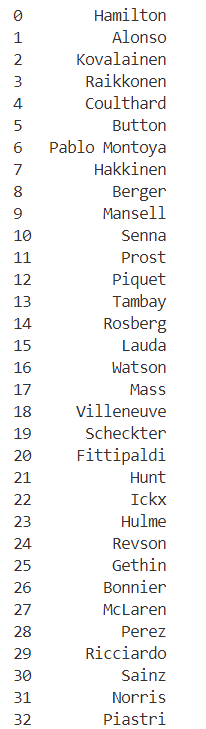 0 Hamilton
1 Alonso
2 Kovalainen
3 Raikkonen
4 Coulthard
5 Button
6 Pablo Montoya
7 Hakkinen
8 Berger
9 Mansell
10 Senna
11 Prost
12 Piquet
13 Tambay
14 Rosberg
15 Lauda
16 Watson
17 Mass
18 Villeneuve
19 Scheckter
20 Fittipaldi
21 Hunt
22 Ickx
23 Hulme
24 Revson
25 Gethin
26 Bonnier
27 McLaren
28 Perez
29 Ricciardo
30 Sainz
31 Norris
32 Piastri